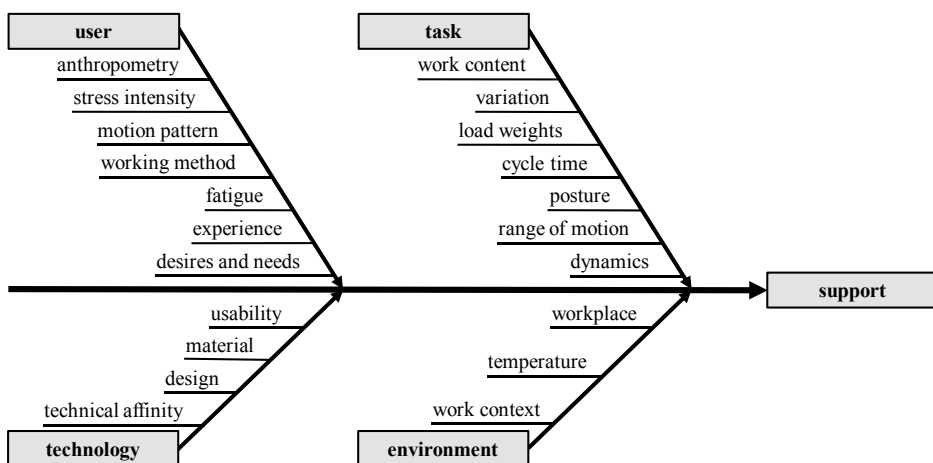 user
anthropometry
stress intensity
motion pattern
working method
fatigue
experience
desires and needs
task
work content
variation
load weights
cycle time
posture
range of motion
dynamics
support
usability
material
design
technical affinity
technology
workplace
temperature
work context
environment